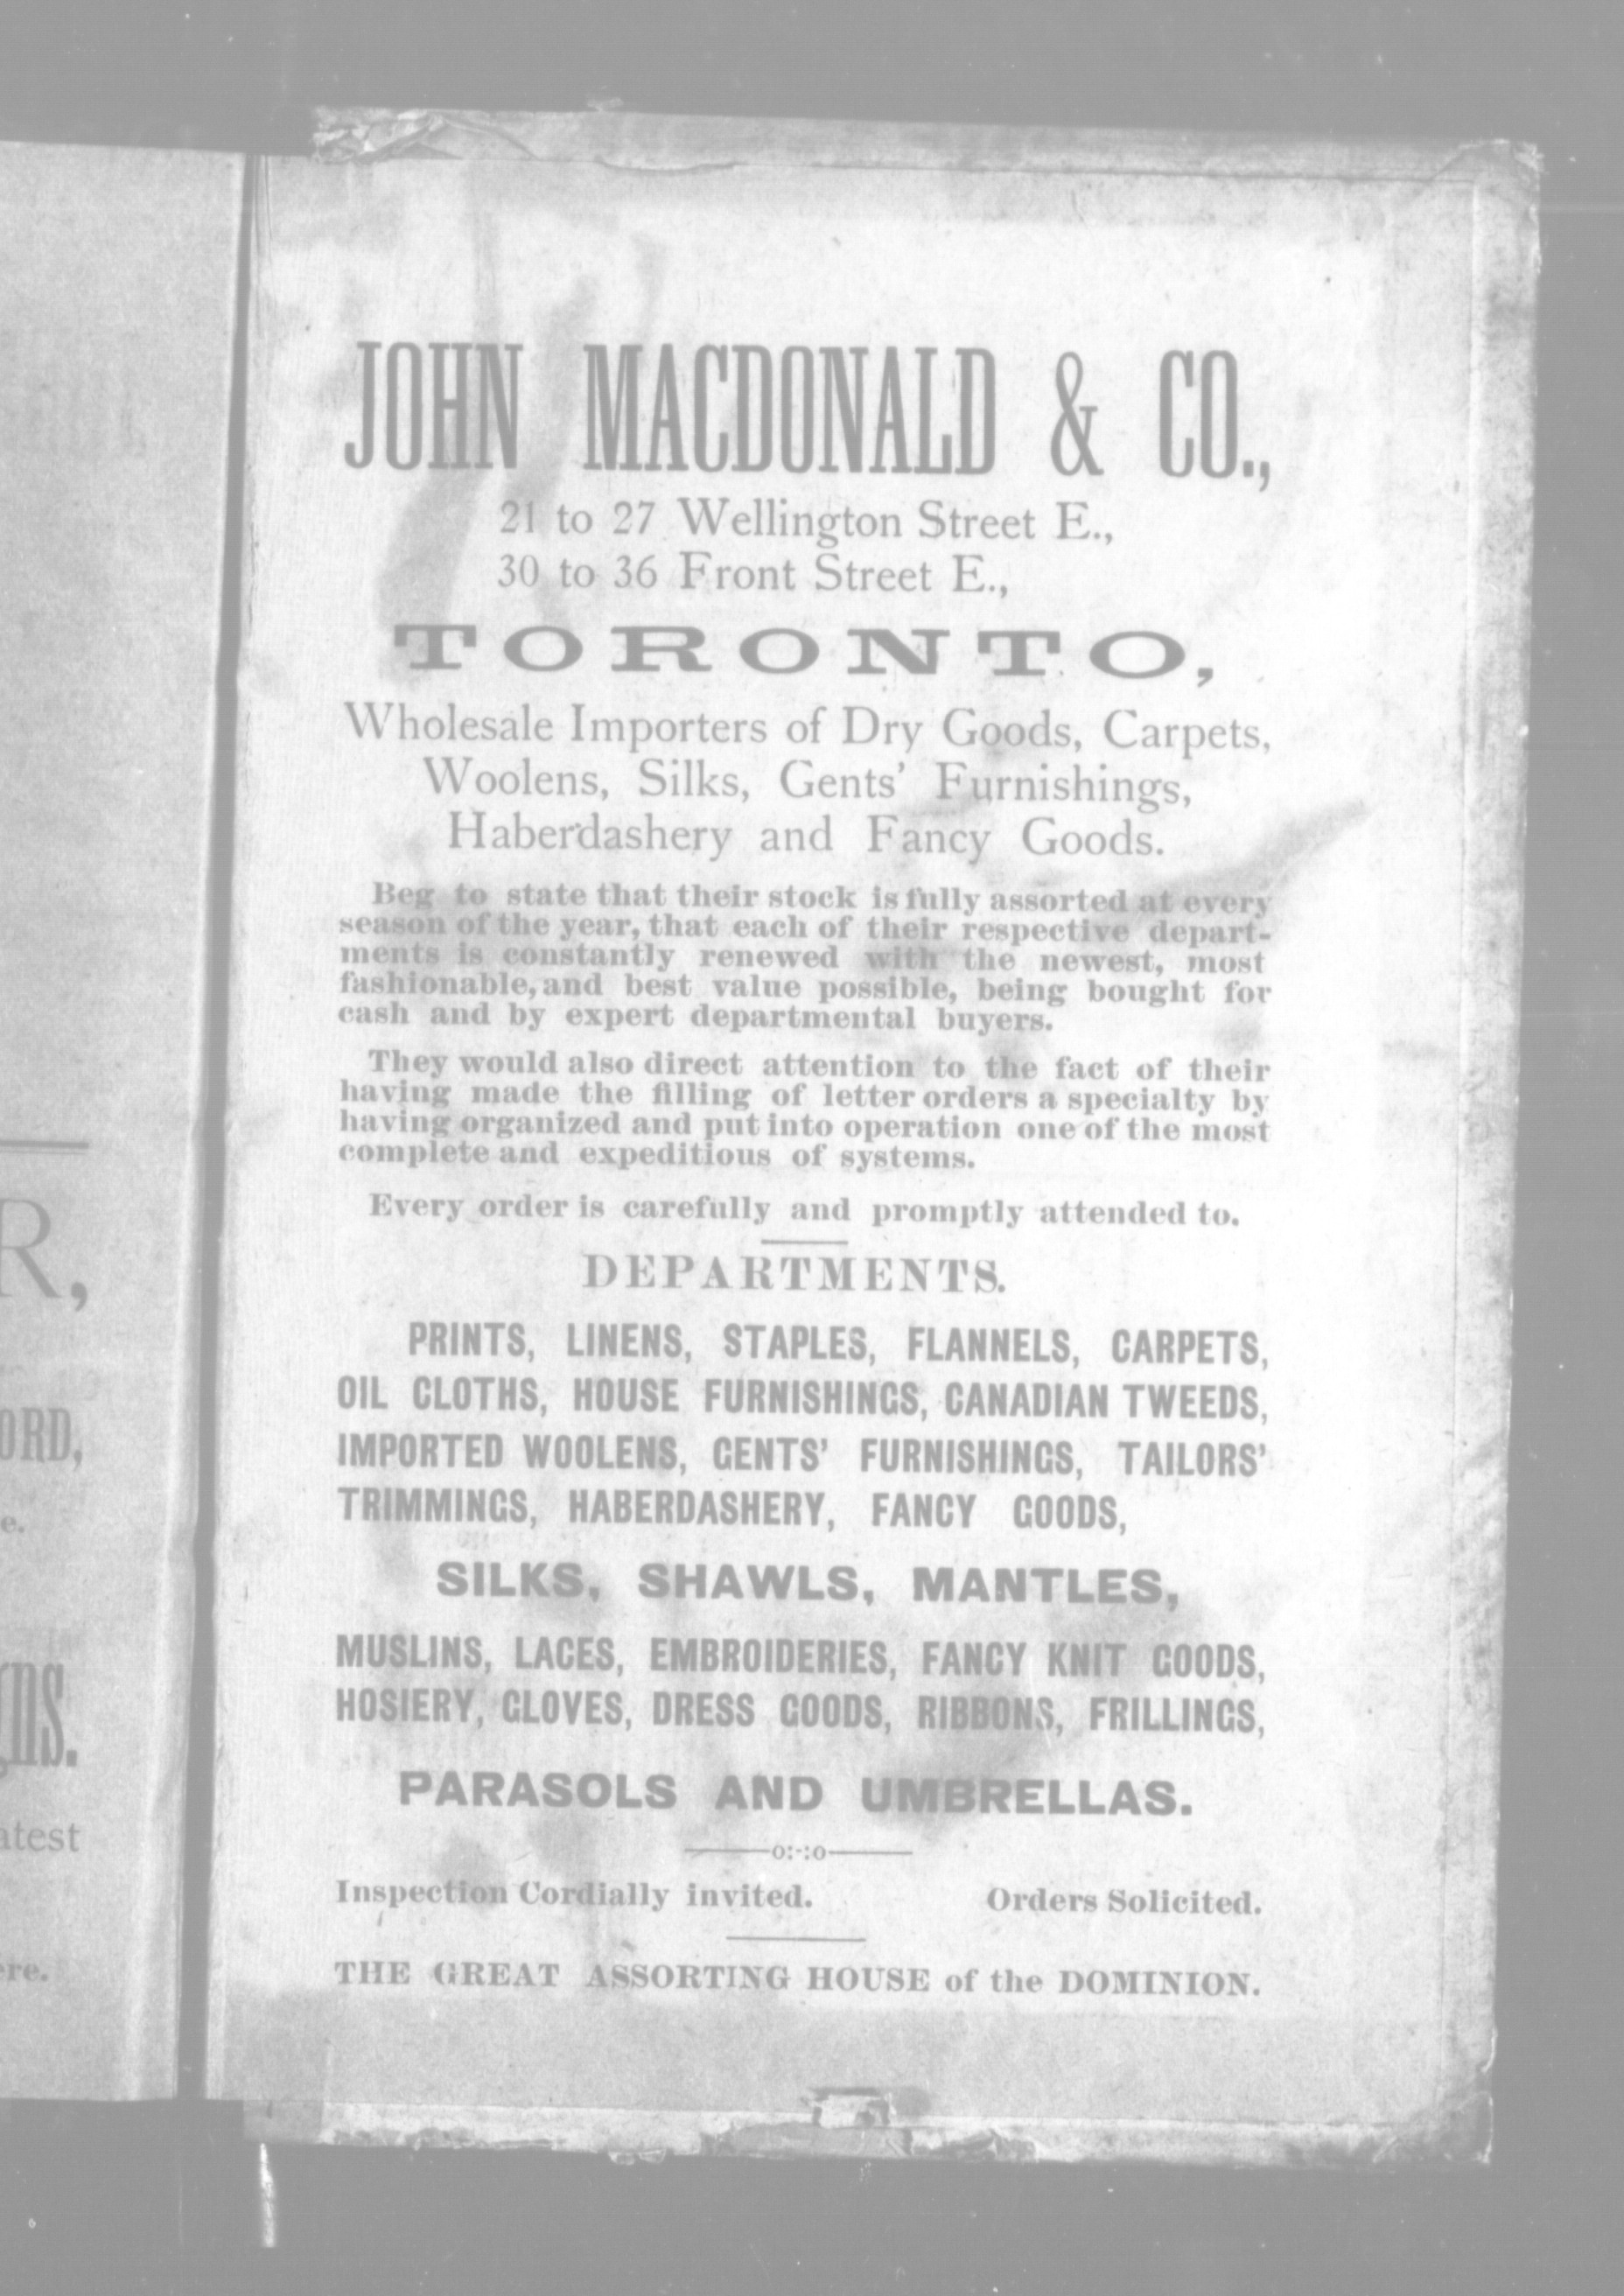 JOHN MACDONALD & CO.,
21 to 27 Wellington Street E.,
30 to 36 Front Street E.,
TORONTO,
Wholesale Importers of Dry Goods, Carpets,
Woolens, Silks, Gents' Furnishings,
Haberdashery and Fancy Goods.
Beg to state that their stock is fully assorted at every
season of the year, that each of their respective depart-
ments is constantly renewed with the newest, most
fashionable, and best value possible, being bought for
cash and by expert departmental buyers.
They would also direct attention to the fact of their
having made the filling of letter orders a specialty by
having organized and put into operation one of the most
complete and expeditious of systems.
Every order is carefully and promptly attended to.
DEPARTMENTS.
PRINTS, LINENS, STAPLES, FLANNELS, CARPETS,
OIL CLOTHS, HOUSE FURNISHINGS, CANADIAN TWEEDS,
IMPORTED WOOLENS, GENTS' FURNISHINGS, TAILORS'
TRIMMINGS, HABERDASHERY, FANCY GOODS,
SILKS, SHAWLS, MANTLES,
MUSLINS, LACES, EMBROIDERIES, FANCY KNIT GOODS,
HOSIERY, GLOVES, DRESS GOODS, RIBBONS, FRILLINGS,
PARASOLS AND UMBRELLAS.
o:-:o
Inspection Cordially invited. Orders Solicited.
THE GREAT ASSORTING HOUSE of the DOMINION.